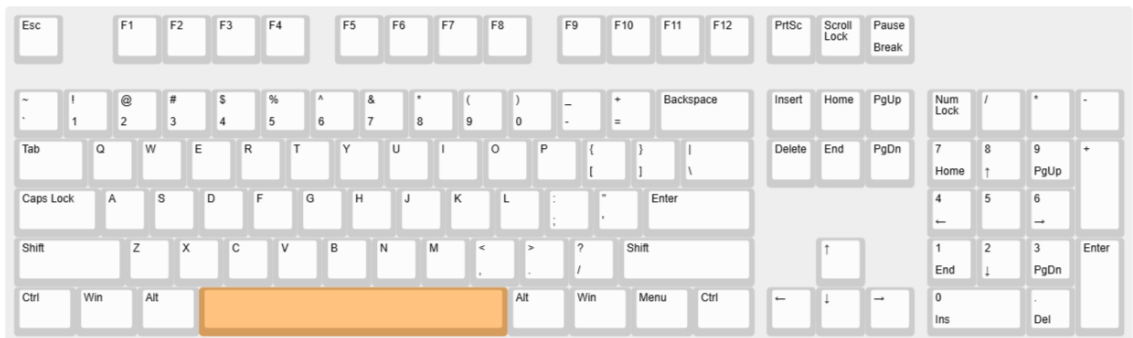 Esc F1 F2 F3 F4 F5 F6 F7 F8 F9 F10 F11 F12 PrtSc Scroll Pause
Lock
Break
~ ! @ # $ % ^ & * ( ) _ + Backspace Insert Home PgUp Num / * -
Lock
` 1 2 3 4 5 6 7 8 9 0 - =
Tab Q W E R T Y U I O P { } | Delete End PgDn 7 8 9 +
[ ] \ Home ↑ PgUp
Caps Lock A S D F G H J K L : " Enter 4 5 6
; ' ← →
Shift Z X C V B N M < > ? Shift ↑ 1 2 3 Enter
, . / End ↓ PgDn
Ctrl Win Alt Alt Win Menu Ctrl ← ↓ → 0 .
Ins Del